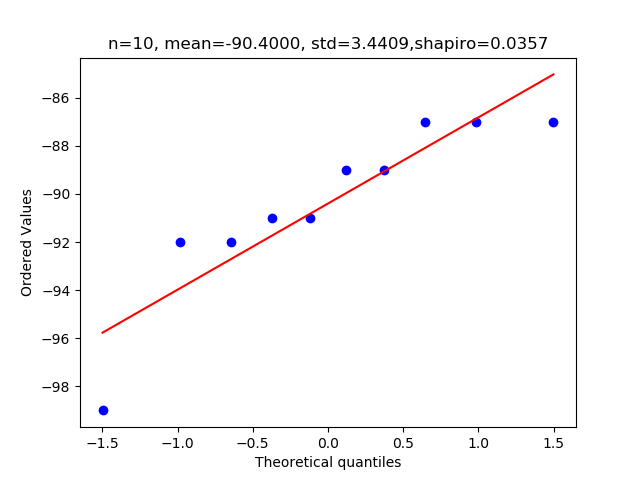 n=10, mean=-90.4000, std=3.4409,shapiro=0.0357
−86
−88
−90
−92
−94
−96
−98
Ordered Values
−1.5 −1.0 −0.5 0.0 0.5 1.0 1.5
Theoretical quantiles